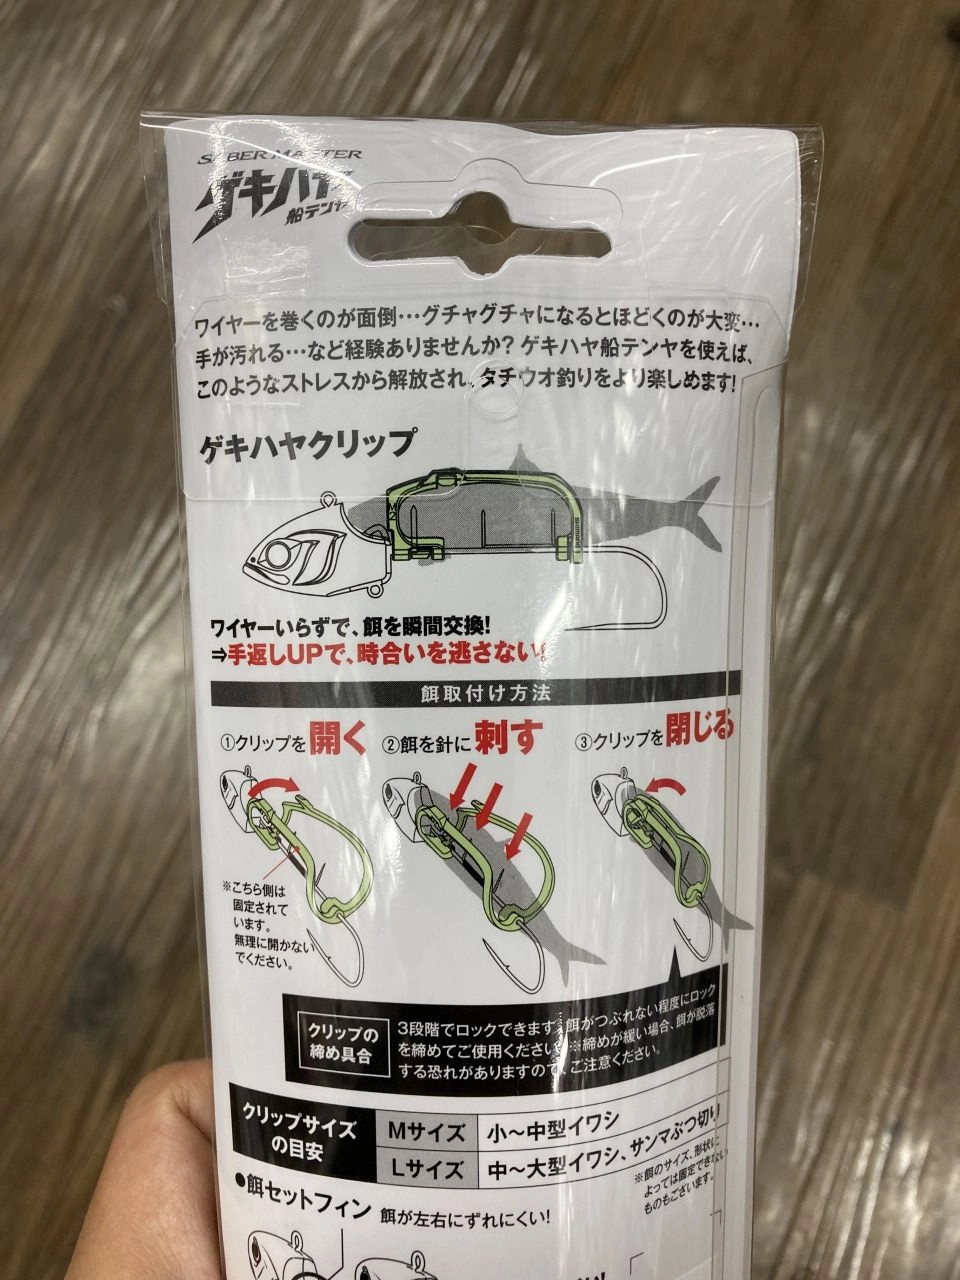 SABER MASTER
ゲキハヤ
船テンヤ
ワイヤーを巻くのが面倒…グチャグチャになるとほどくのが大変…
手が汚れる…など経験ありませんか? ゲキハヤ船テンヤを使えば、
このようなストレスから解放され、タチウオ釣りをより楽しめます!
ゲキハヤクリップ
M2
SHIMANO
ワイヤーいらずで、餌を瞬間交換!
⇒手返しUPで、時合いを逃さない!
餌取付け方法
①クリップを開く
②餌を針に刺す
③クリップを閉じる
※こちら側は
固定されて
います。
無理に開かない
でください。
クリップの
締め具合
3段階でロックできます。餌がつぶれない程度にロック
を締めてご使用ください。※締めが緩い場合、餌が脱落
する恐れがありますので、ご注意ください。
クリップサイズ
の目安
Mサイズ
小〜中型イワシ
Lサイズ
中〜大型イワシ、サンマぶつ切り
※餌のサイズ、形状に
よっては固定できない
ものもございます。
●餌セットフィン
餌が左右にずれにくい!